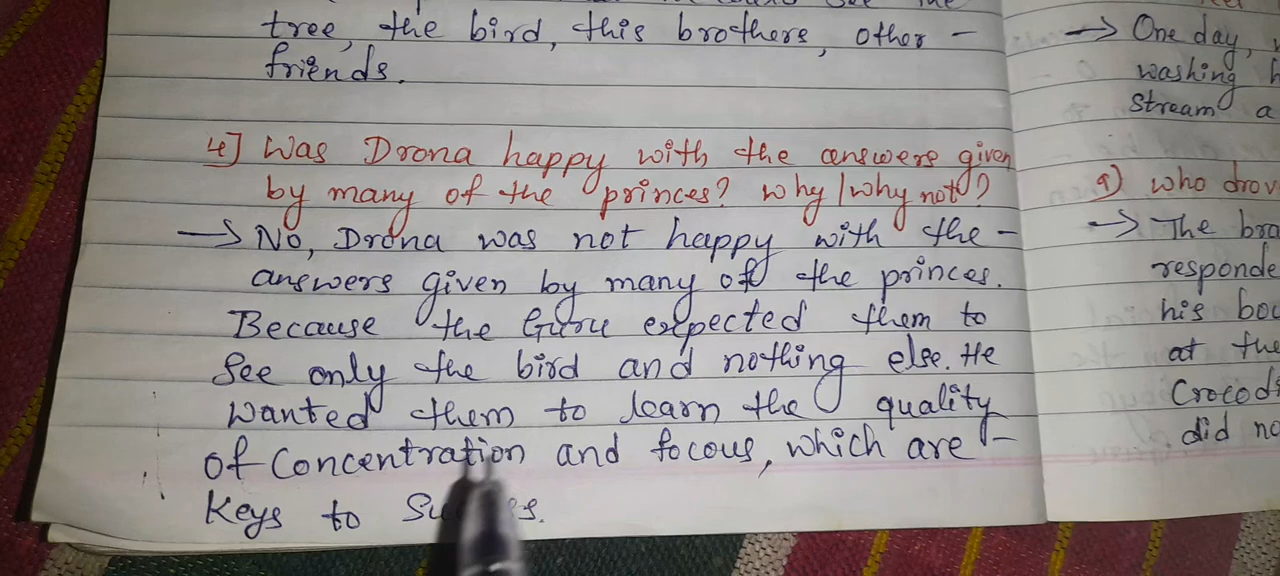 tree, the bird, this brothers, other -
friends.
4] Was Drona happy with the answers given
by many of the princes? why/why not?
→ No, Drona was not happy with the -
answers given by many of the princes.
Because the Guru expected them to
See only the bird and nothing else. He
wanted them to learn the quality
of Concentration and focous, which are -
Keys to
→ One day,
washing
stream a
9) who
→ The
responde
his
at the
did